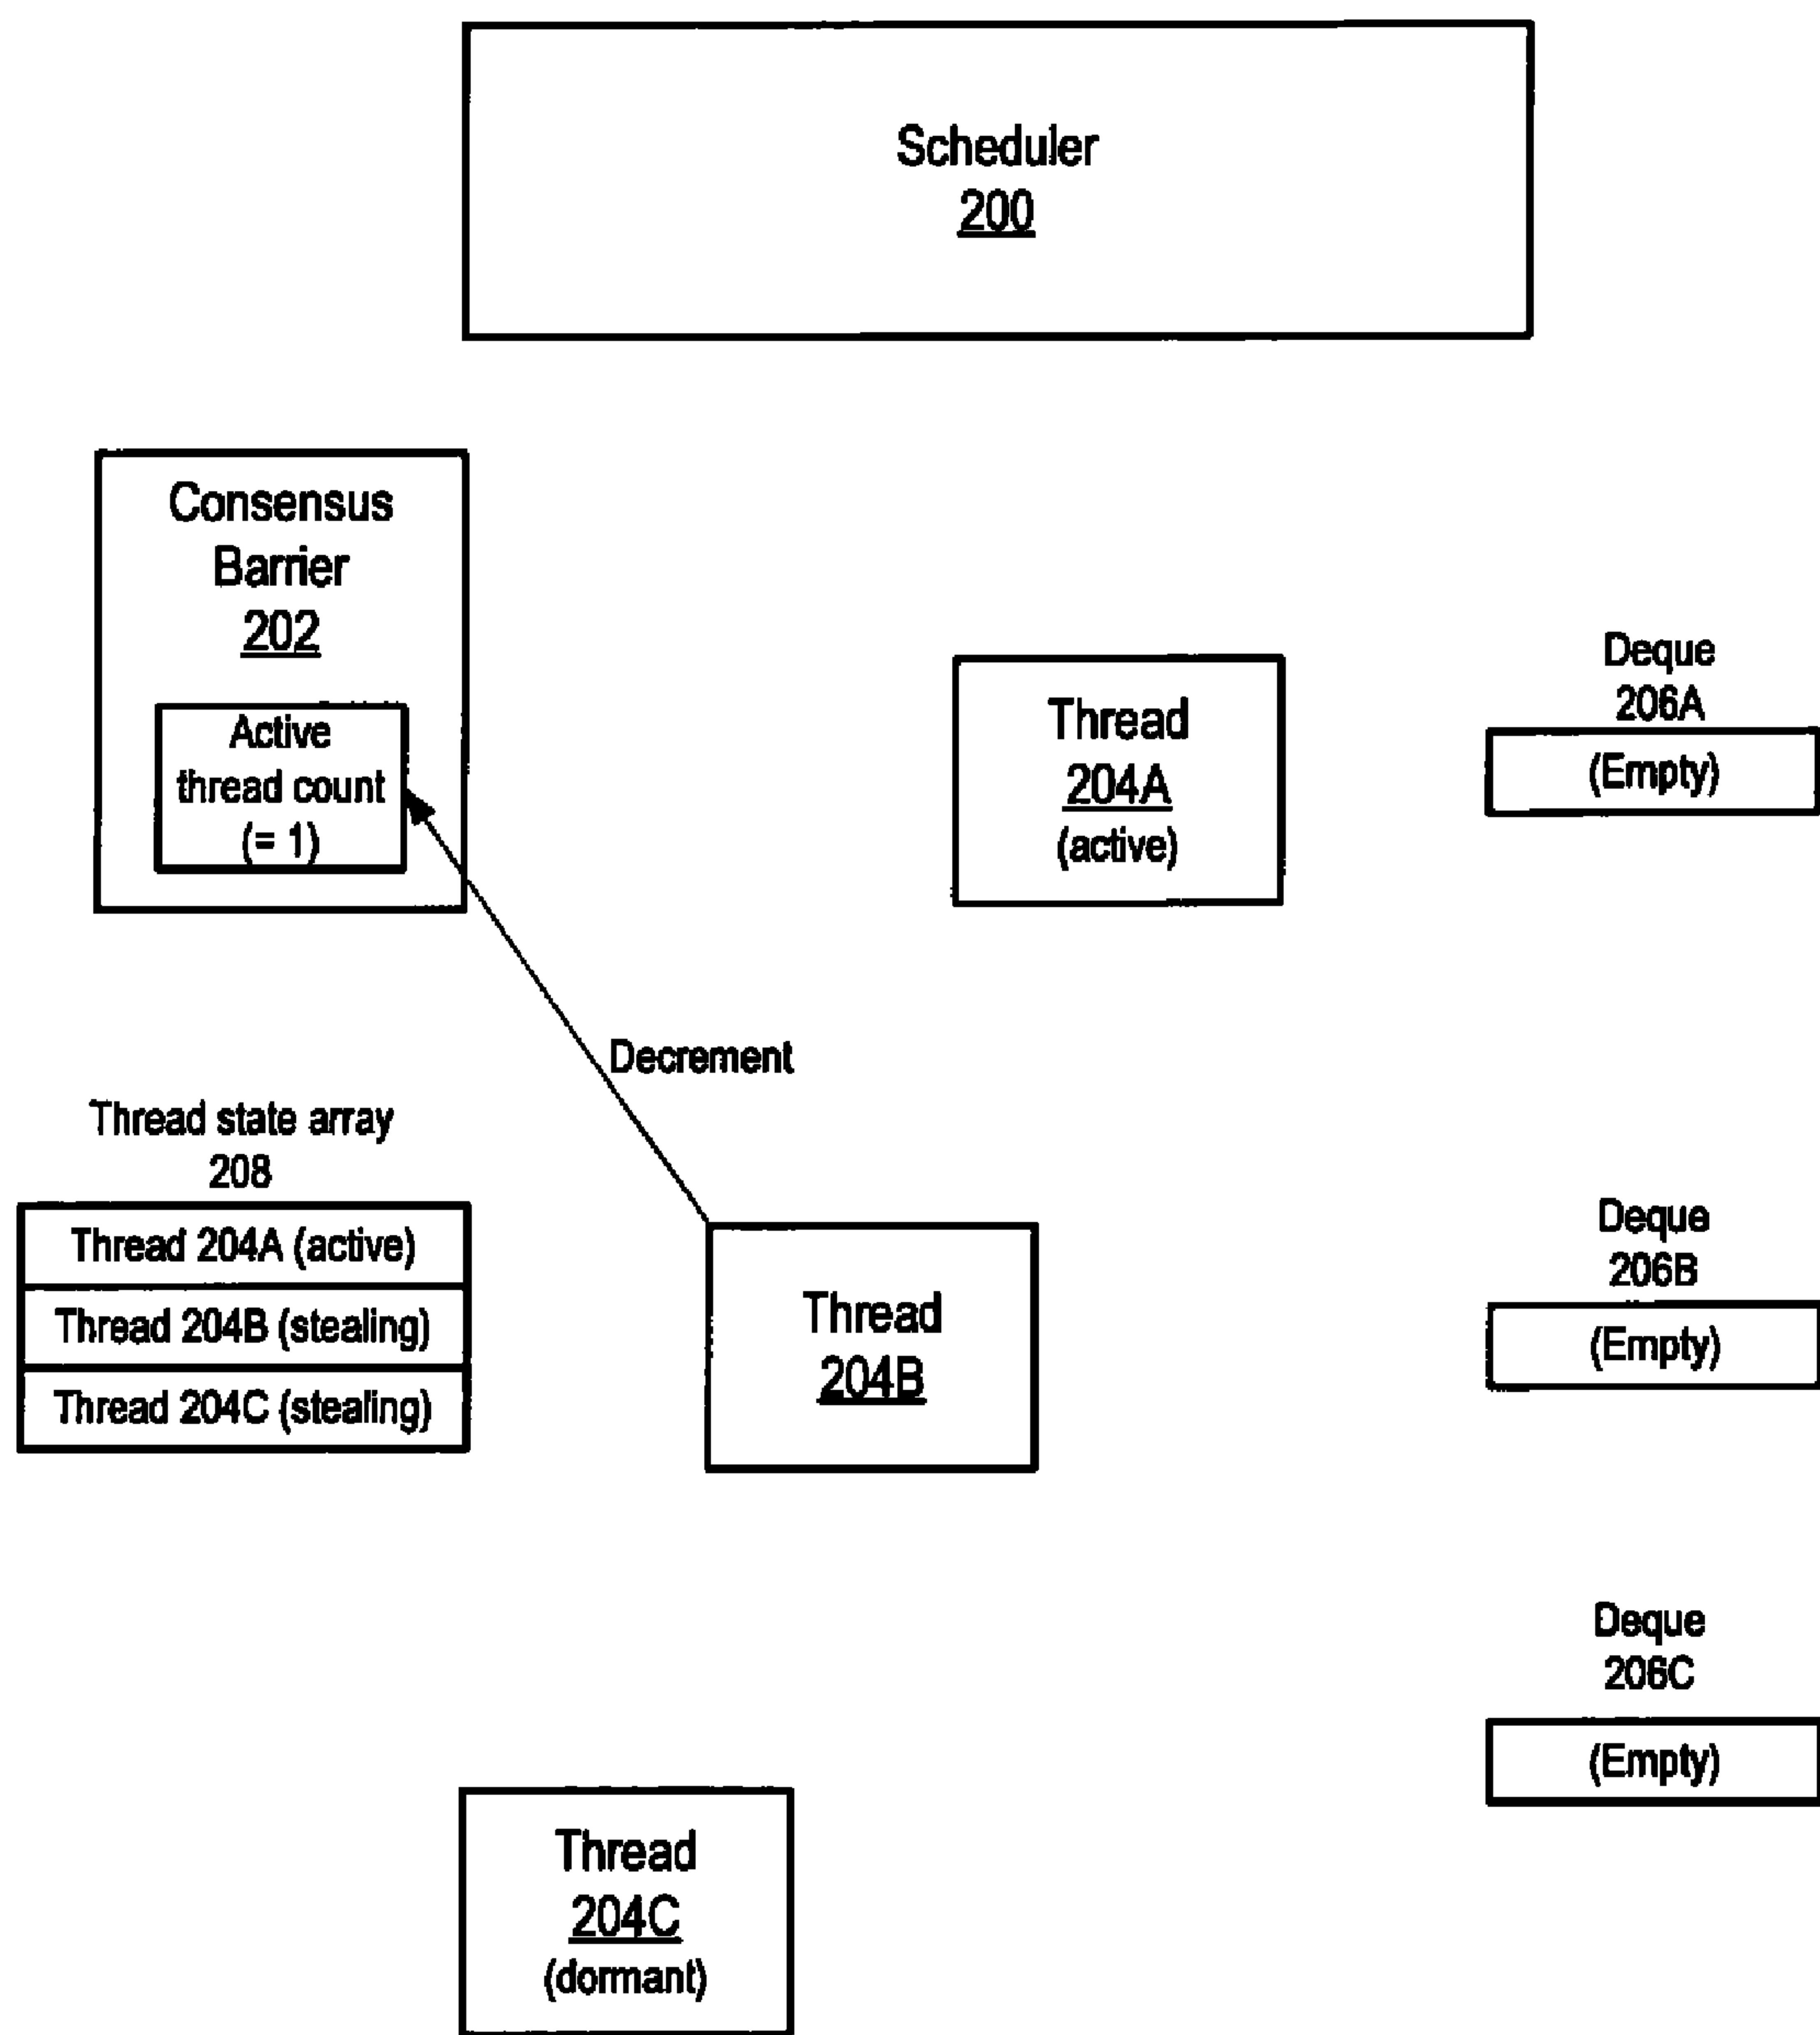 Scheduler
200
Consensus
Barrier
202
Active
thread count
(= 1)
Thread
204A
(active)
Deque
206A
(Empty)
Decrement
Thread state array
208
Thread 204A (active)
Thread 204B (stealing)
Thread 204C (stealing)
Thread
204B
Deque
206B
(Empty)
Deque
206C
(Empty)
Thread
204C
(dormant)